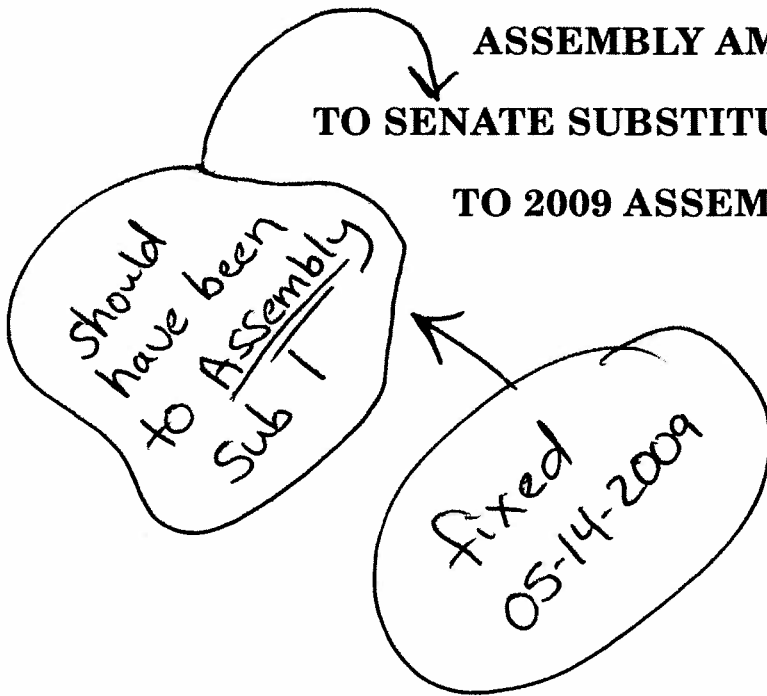 ASSEMBLY AM
TO SENATE SUBSTITU
TO 2009 ASSEM
should
have been
to Assembly
Sub 1
fixed
05-14-2009